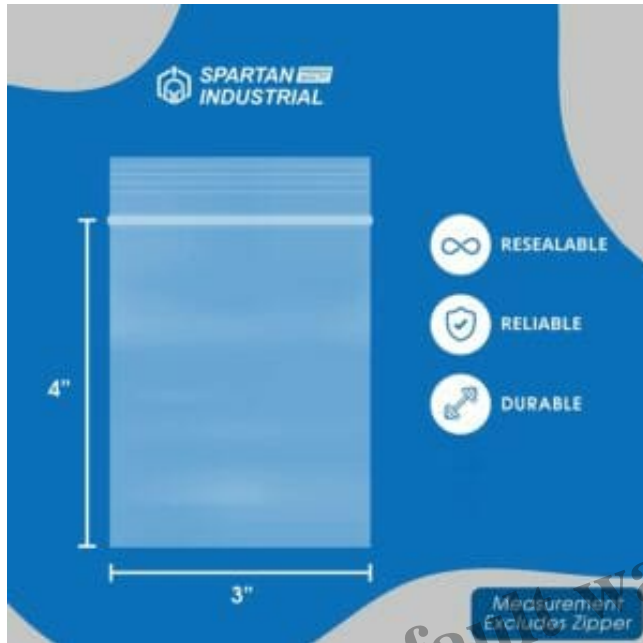 SPARTAN
INDUSTRIAL
RESEALABLE
RELIABLE
DURABLE
4”
3”
Measurement
Excludes Zipper